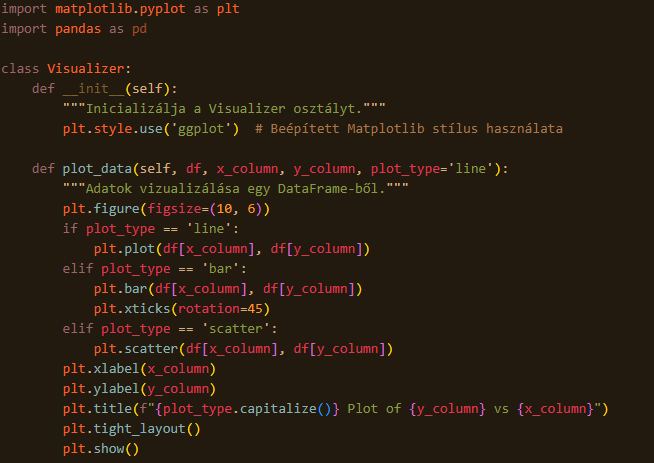 import matplotlib.pyplot as plt
import pandas as pd
class Visualizer:
    def __init__(self):
        """Inicializálja a Visualizer osztályt."""
        plt.style.use('ggplot')  # Beépített Matplotlib stílus használata
    def plot_data(self, df, x_column, y_column, plot_type='line'):
        """Adatok vizualizálása egy DataFrame-ből."""
        plt.figure(figsize=(10, 6))
        if plot_type == 'line':
            plt.plot(df[x_column], df[y_column])
        elif plot_type == 'bar':
            plt.bar(df[x_column], df[y_column])
            plt.xticks(rotation=45)
        elif plot_type == 'scatter':
            plt.scatter(df[x_column], df[y_column])
        plt.xlabel(x_column)
        plt.ylabel(y_column)
        plt.title(f"{plot_type.capitalize()} Plot of {y_column} vs {x_column}")
        plt.tight_layout()
        plt.show()